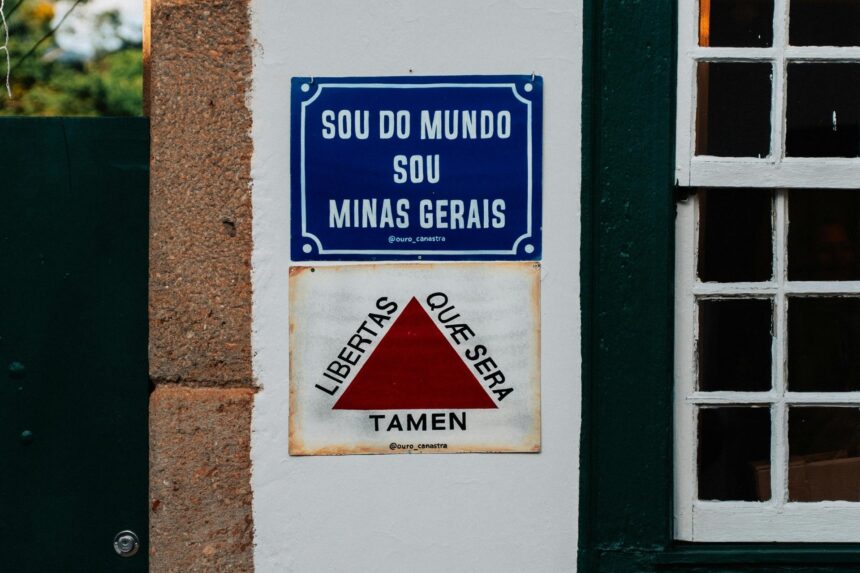 SOU DO MUNDO
SOU
MINAS GERAIS
@ouro_canastra
LIBERTAS QUÆ SERA
TAMEN
@ouro_canastra